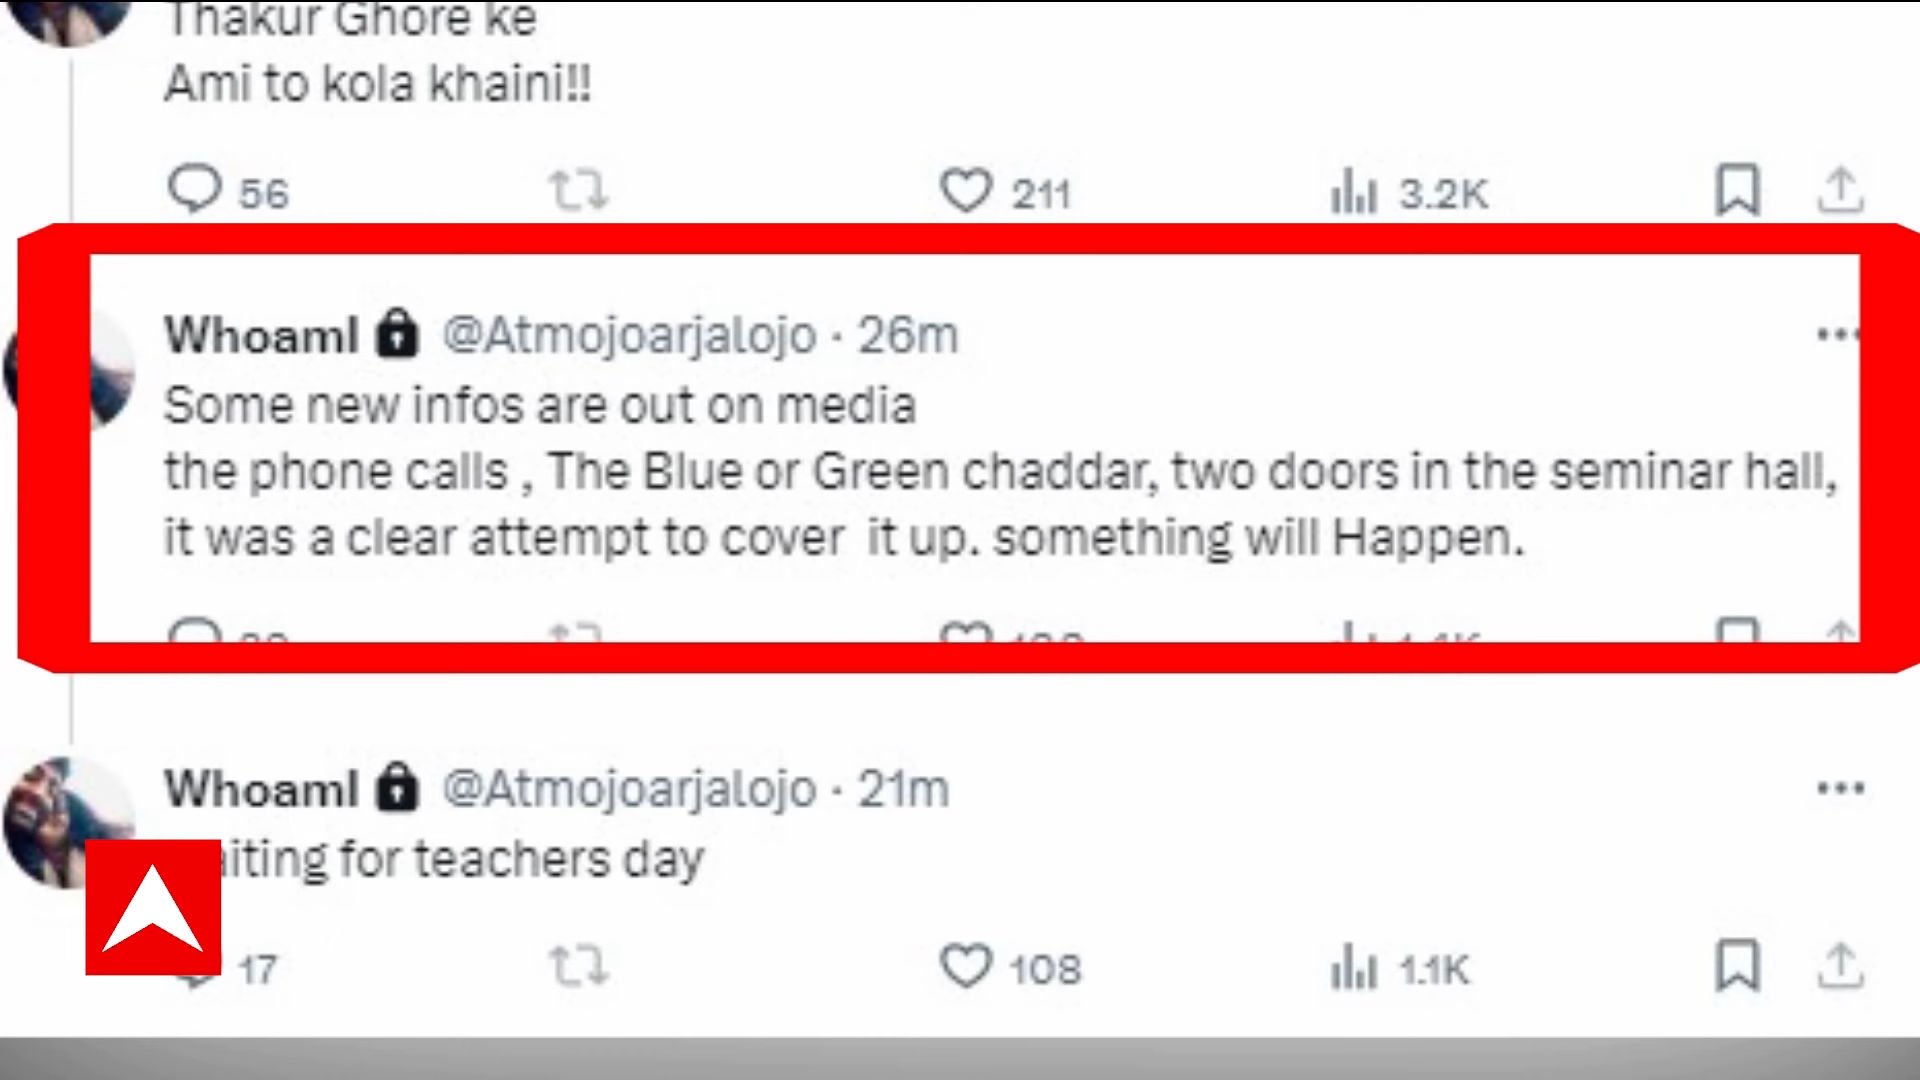 Thakur Ghore ke
Ami to kola khaini!!
56 211 3.2K
WhoamI @Atmojoarjalojo · 26m
Some new infos are out on media
the phone calls , The Blue or Green chaddar, two doors in the seminar hall,
it was a clear attempt to cover it up. something will Happen.
WhoamI @Atmojoarjalojo · 21m
aiting for teachers day
17 108 1.1K